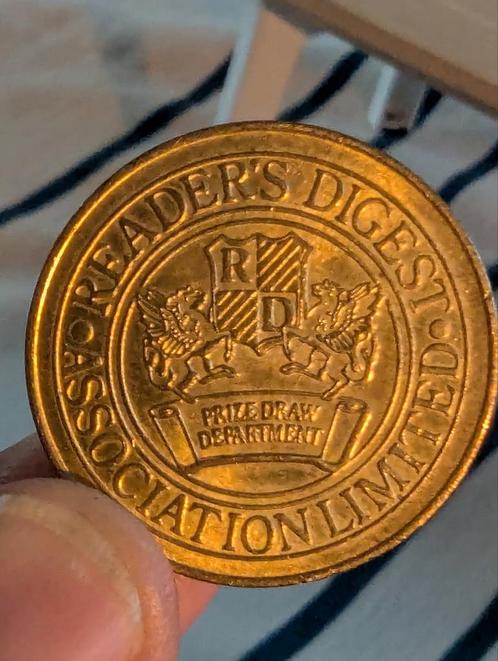 READER'S DIGEST
ASSOCIATION LIMITED
R
D
PRIZE DRAW
DEPARTMENT